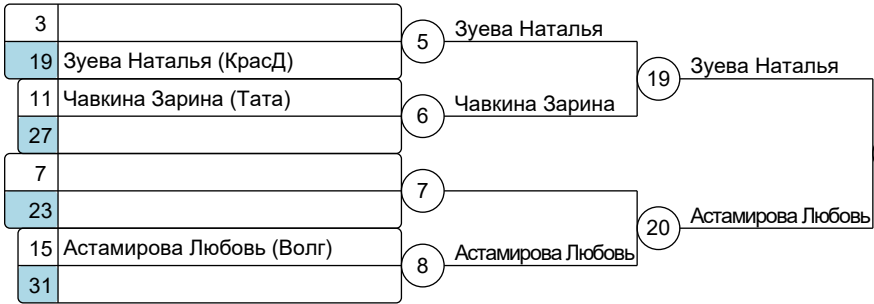 3
5
Зуева Наталья
19 Зуева Наталья (КрасД)
19
Зуева Наталья
11 Чавкина Зарина (Тата)
6
Чавкина Зарина
27
7
7
23
20
Астамирова Любовь
15 Астамирова Любовь (Волг)
8
Астамирова Любовь
31